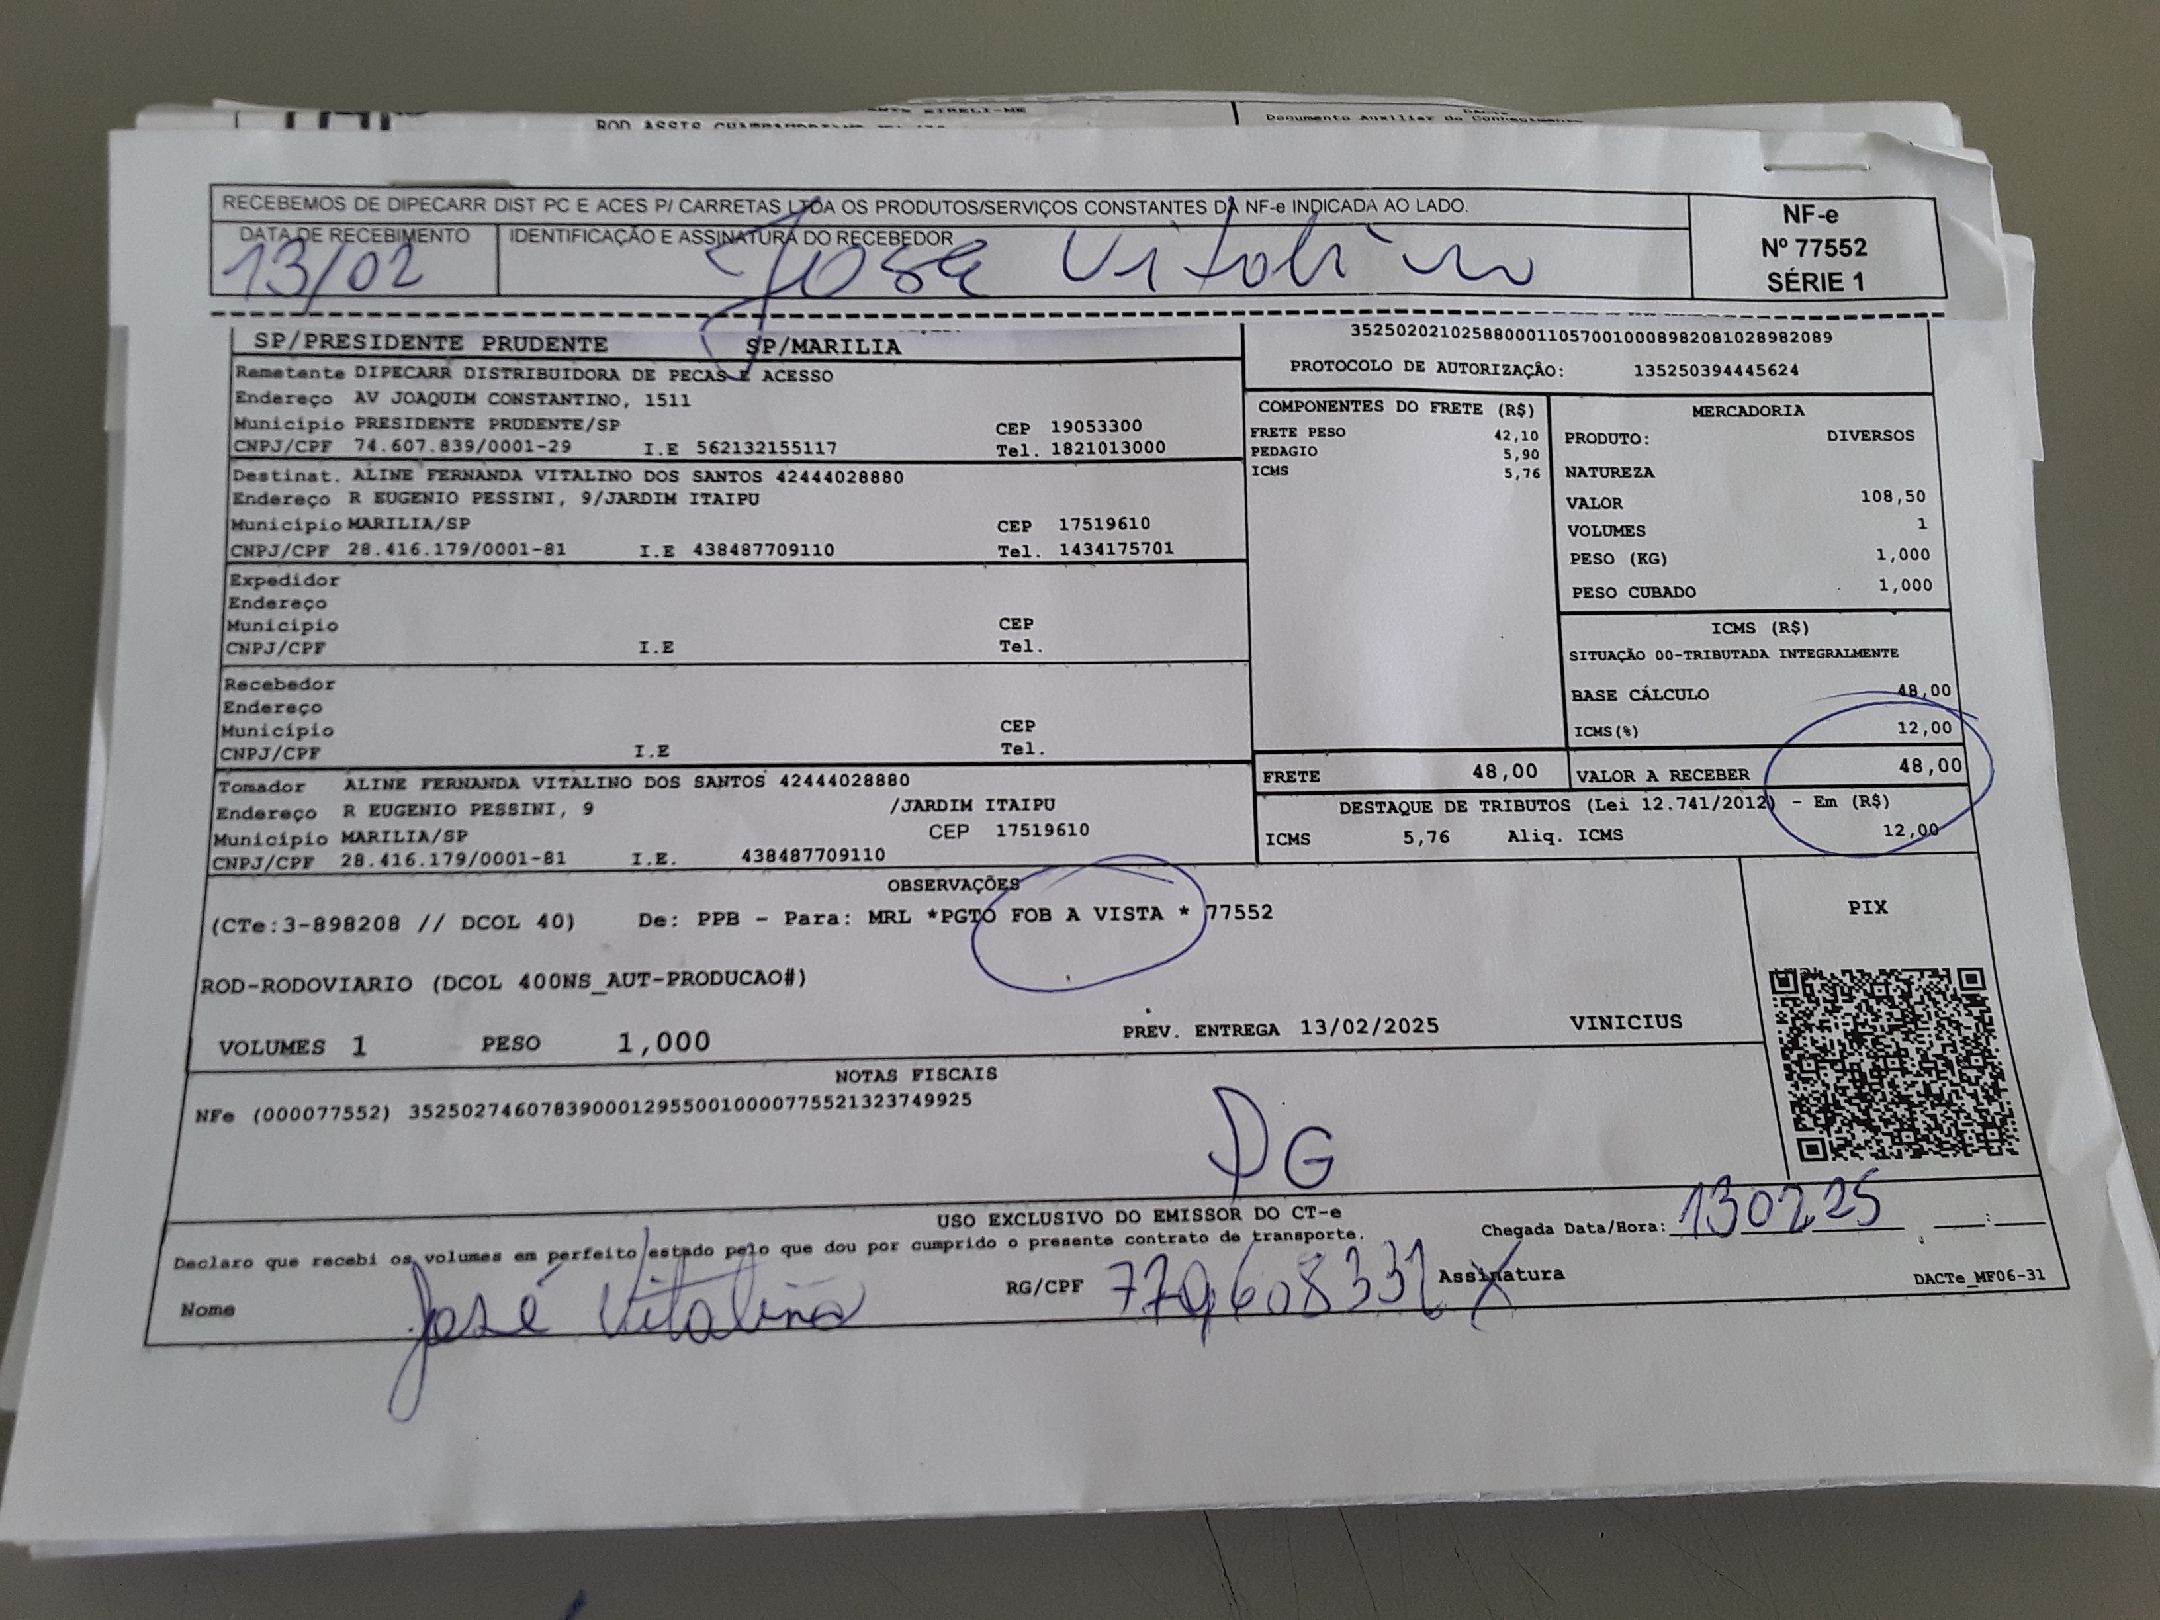 ROD ASSIS
Documento Auxiliar do Conhecimento
RECEBEMOS DE DIPECARR DIST PC E ACES P/ CARRETAS LTDA OS PRODUTOS/SERVIÇOS CONSTANTES DA NF-e INDICADA AO LADO.
NF-e
Nº 77552
SÉRIE 1
DATA DE RECEBIMENTO
13/02
IDENTIFICAÇÃO E ASSINATURA DO RECEBEDOR
José Vitolino
SP/PRESIDENTE PRUDENTE SP/MARILIA
35250202102588000110570010008982081028982089
PROTOCOLO DE AUTORIZAÇÃO: 135250394445624
Remetente DIPECARR DISTRIBUIDORA DE PECAS E ACESSO
Endereço AV JOAQUIM CONSTANTINO, 1511
Município PRESIDENTE PRUDENTE/SP CEP 19053300
CNPJ/CPF 74.607.839/0001-29 I.E 562132155117 Tel. 1821013000
Destinat. ALINE FERNANDA VITALINO DOS SANTOS 42444028880
Endereço R EUGENIO PESSINI, 9/JARDIM ITAIPU
Município MARILIA/SP CEP 17519610
CNPJ/CPF 28.416.179/0001-81 I.E 438487709110 Tel. 1434175701
Expedidor
Endereço
Município CEP
CNPJ/CPF I.E Tel.
Recebedor
Endereço
Município CEP
CNPJ/CPF I.E Tel.
Tomador ALINE FERNANDA VITALINO DOS SANTOS 42444028880
Endereço R EUGENIO PESSINI, 9 /JARDIM ITAIPU
Município MARILIA/SP CEP 17519610
CNPJ/CPF 28.416.179/0001-81 I.E. 438487709110
COMPONENTES DO FRETE (R$)
FRETE PESO 42,10
PEDAGIO 5,90
ICMS 5,76
MERCADORIA
PRODUTO: DIVERSOS
NATUREZA
VALOR 108,50
VOLUMES 1
PESO (KG) 1,000
PESO CUBADO 1,000
ICMS (R$)
SITUAÇÃO 00-TRIBUTADA INTEGRALMENTE
BASE CÁLCULO 48,00
ICMS(%) 12,00
FRETE 48,00 VALOR A RECEBER 48,00
DESTAQUE DE TRIBUTOS (Lei 12.741/2012) - Em (R$)
ICMS 5,76 Aliq. ICMS 12,00
OBSERVAÇÕES
(CTe:3-898208 // DCOL 40) De: PPB - Para: MRL *PGTO FOB A VISTA * 77552
ROD-RODOVIARIO (DCOL 400NS_AUT-PRODUCAO#)
VOLUMES 1 PESO 1,000 PREV. ENTREGA 13/02/2025 VINICIUS
PIX
NOTAS FISCAIS
NFe (000077552) 35250274607839000129550010000775521323749925
PG
USO EXCLUSIVO DO EMISSOR DO CT-e
Declaro que recebi os volumes em perfeito estado pelo que dou por cumprido o presente contrato de transporte.
Chegada Data/Hora: 130225 __:__
Nome José Vitalino RG/CPF Assinatura X
DACTe_MF06-31